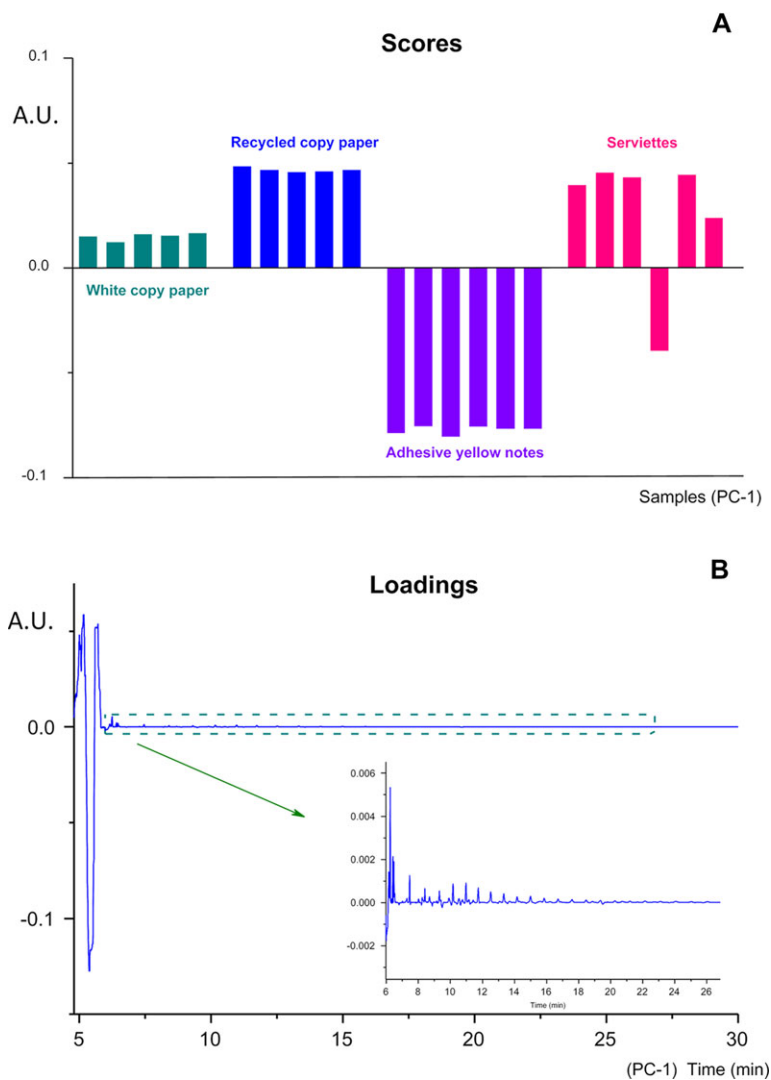 A
Scores
0.1
A.U.
Recycled copy paper
Serviettes
0.0
White copy paper
Adhesive yellow notes
-0.1
Samples (PC-1)
B
Loadings
A.U.
0.0
-0.1
0.006
0.004
0.002
0.000
-0.002
6 8 10 12 14 16 18 20 22 24 26
Time (min)
5 10 15 20 25 30
(PC-1) Time (min)